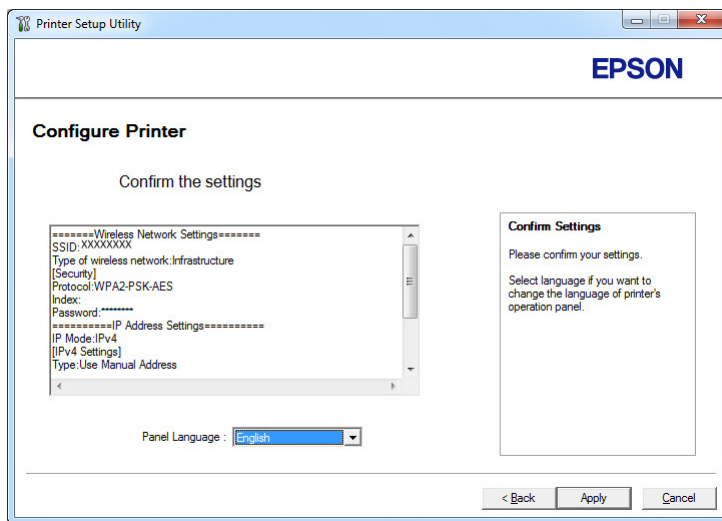 Printer Setup Utility
EPSON
Configure Printer
Confirm the settings
=======Wireless Network Settings=======
SSID:XXXXXXXX
Type of wireless network:Infrastructure
[Security]
Protocol:WPA2-PSK-AES
Index:
Password:********
==========IP Address Settings==========
IP Mode:IPv4
[IPv4 Settings]
Type:Use Manual Address
Panel Language : English
Confirm Settings
Please confirm your settings.
Select language if you want to
change the language of printer's
operation panel.
< Back Apply Cancel